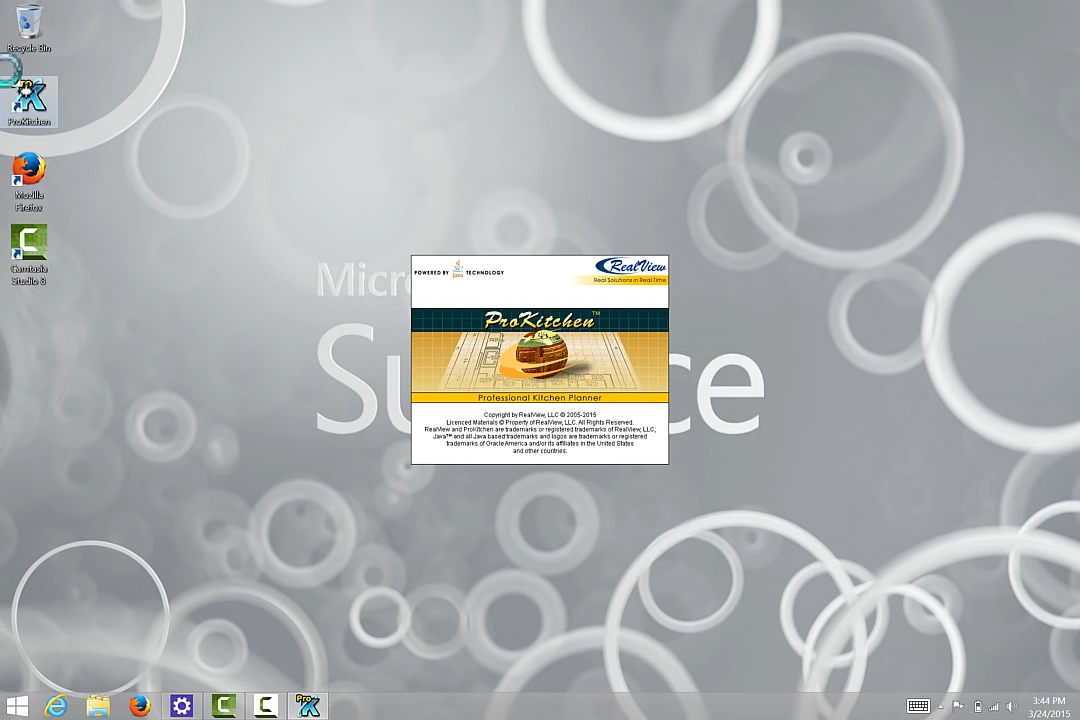 Recycle Bin
ProKitchen
Mozilla
Firefox
Camtasia
Studio 8
POWERED BY Java TECHNOLOGY
RealView
Real Solutions in Real Time
ProKitchen™
Professional Kitchen Planner
Copyright by RealView, LLC © 2005-2015
Licenced Materials © Property of RealView, LLC. All Rights Reserved.
RealView and ProKitchen are trademarks or registered trademarks of RealView, LLC;
Java™ and all Java based trademarks and logos are trademarks or registered
trademarks of Oracle America and/or its affiliates in the United States
and other countries.
3:44 PM
3/24/2015